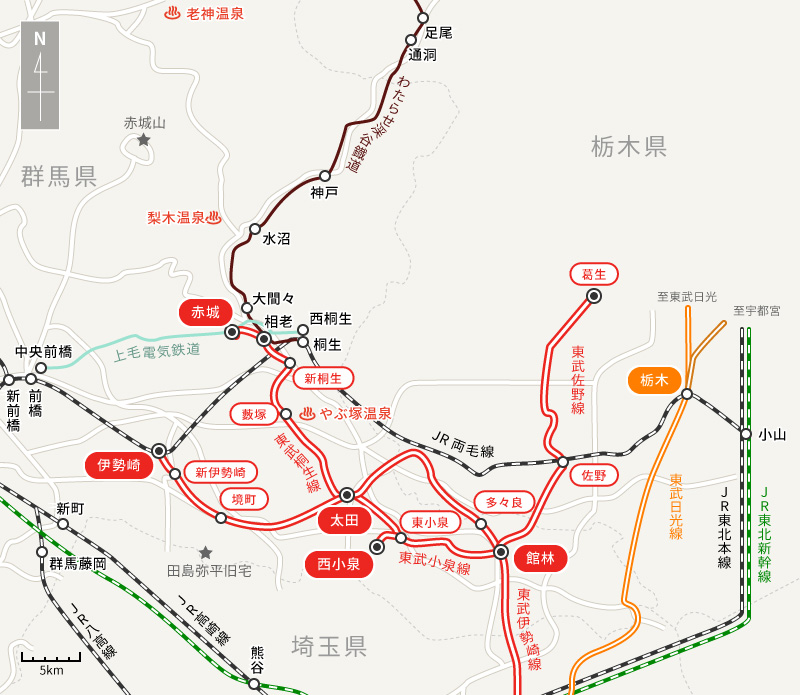 老神温泉
足尾
通洞
N
わたらせ渓谷鐵道
赤城山
栃木県
群馬県
神戸
梨木温泉
水沼
葛生
大間々
至東武日光
至宇都宮
赤城
相老
西桐生
桐生
中央前橋
上毛電気鉄道
新桐生
東武佐野線
栃木
新前橋
前橋
藪塚
やぶ塚温泉
小山
JR両毛線
東武桐生線
伊勢崎
新伊勢崎
佐野
境町
多々良
東武日光線
JR東北本線
JR東北新幹線
太田
東小泉
新町
西小泉
館林
群馬藤岡
東武小泉線
田島弥平旧宅
東武伊勢崎線
JR高崎線
JR八高線
埼玉県
熊谷
5km